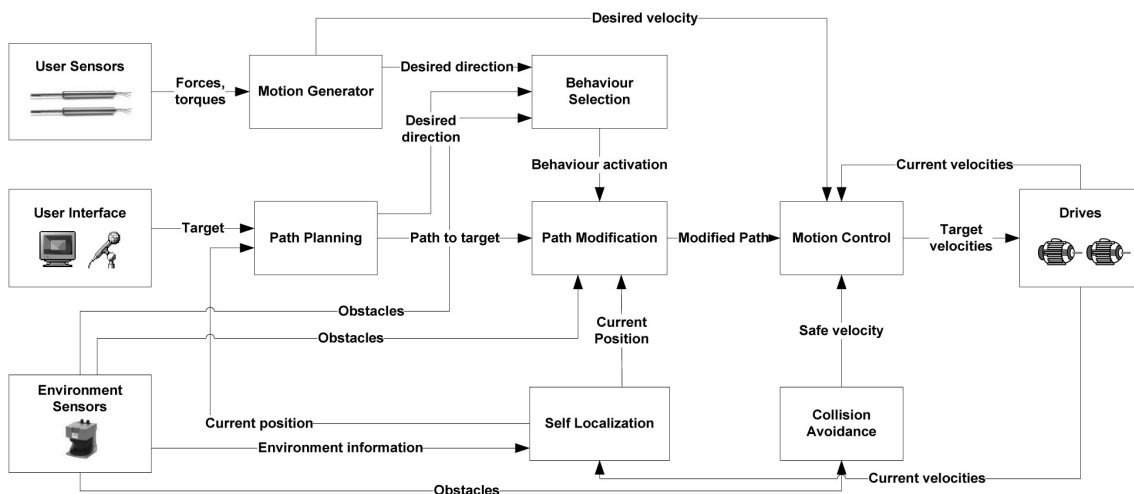 Desired velocity
User Sensors
Forces,
torques
Motion Generator
Desired direction
Behaviour
Selection
Desired
direction
Behaviour activation
Current velocities
User Interface
Target
Path Planning
Path to target
Path Modification
Modified Path
Motion Control
Target
velocities
Drives
Obstacles
Obstacles
Current
Position
Safe velocity
Environment
Sensors
Current position
Self Localization
Collision
Avoidance
Environment information
Current velocities
Obstacles